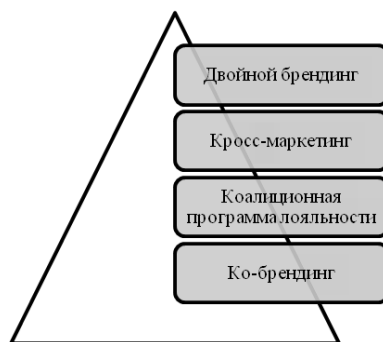 Двойной брендинг
Кросс-маркетинг
Коалиционная
программа лояльности
Ко-брендинг